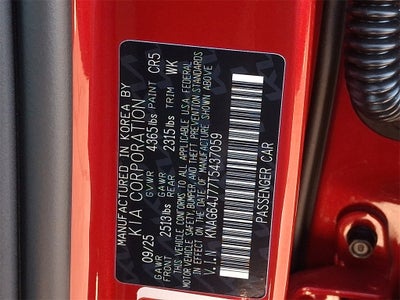 MANUFACTURED IN KOREA BY
KIA CORPORATION
09/25 GVWR 4365lbs PAINT CR5
GAWR FRONT 2513lbs GAWR REAR 2315lbs TRIM WK
THIS VEHICLE CONFORMS TO ALL APPLICABLE U.S.A. FEDERAL
MOTOR VEHICLE SAFETY, BUMPER, AND THEFT PREVENTION STANDARDS
IN EFFECT ON THE DATE OF MANUFACTURE SHOWN ABOVE
V.I.N KNAG64J77T5437059
PASSENGER CAR